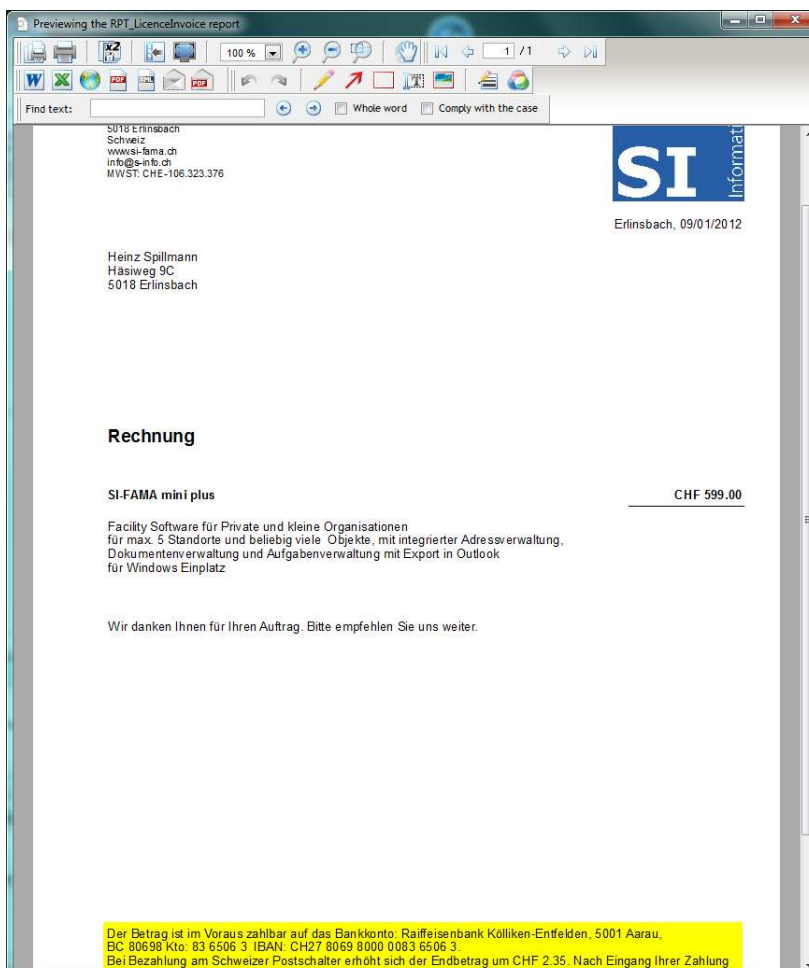 Previewing the RPT_LicenceInvoice report
x2
100 %
1 /1
W X PDF XML PDF
Find text:
Whole word
Comply with the case
5018 Erlinsbach
Schweiz
www.si-fama.ch
info@s-info.ch
MWST: CHE-106.323.376
SI
Informati
Erlinsbach, 09/01/2012
Heinz Spillmann
Häsiweg 9C
5018 Erlinsbach
Rechnung
SI-FAMA mini plus CHF 599.00
Facility Software für Private und kleine Organisationen
für max. 5 Standorte und beliebig viele Objekte, mit integrierter Adressverwaltung,
Dokumentenverwaltung und Aufgabenverwaltung mit Export in Outlook
für Windows Einplatz
Wir danken Ihnen für Ihren Auftrag. Bitte empfehlen Sie uns weiter.
Der Betrag ist im Voraus zahlbar auf das Bankkonto: Raiffeisenbank Kölliken-Entfelden, 5001 Aarau,
BC 80698 Kto: 83 6506 3 IBAN: CH27 8069 8000 0083 6506 3.
Bei Bezahlung am Schweizer Postschalter erhöht sich der Endbetrag um CHF 2.35. Nach Eingang Ihrer Zahlung